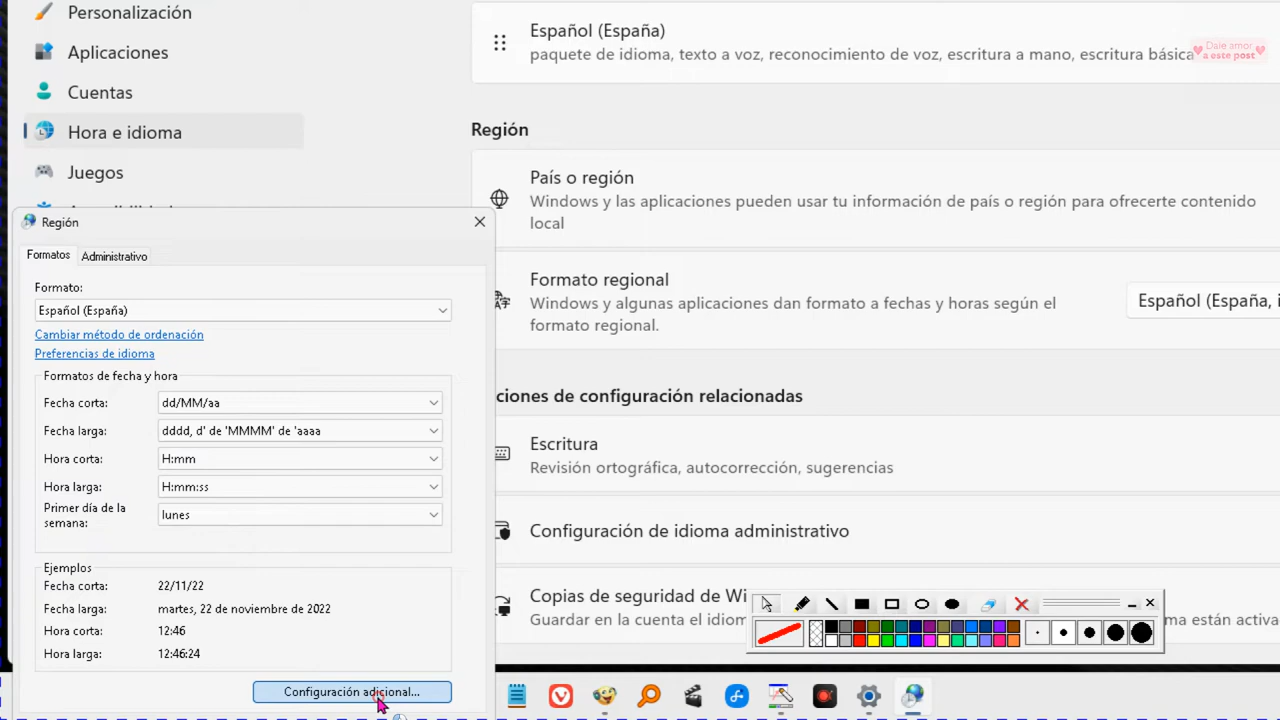 Personalización
Aplicaciones
Cuentas
Hora e idioma
Juegos
Español (España)
paquete de idioma, texto a voz, reconocimiento de voz, escritura a mano, escritura básica
Dale amor
a este post
Región
País o región
Windows y las aplicaciones pueden usar tu información de país o región para ofrecerte contenido
local
Formato regional
Windows y algunas aplicaciones dan formato a fechas y horas según el
formato regional.
Español (España, i
ciones de configuración relacionadas
Escritura
Revisión ortográfica, autocorrección, sugerencias
Configuración de idioma administrativo
Copias de seguridad de Wi
Guardar en la cuenta el idiom
ma están activa
Región
Formatos
Administrativo
Formato:
Español (España)
Cambiar método de ordenación
Preferencias de idioma
Formatos de fecha y hora
Fecha corta:
dd/MM/aa
Fecha larga:
dddd, d' de 'MMMM' de 'aaaa
Hora corta:
H:mm
Hora larga:
H:mm:ss
Primer día de la
semana:
lunes
Ejemplos
Fecha corta:
22/11/22
Fecha larga:
martes, 22 de noviembre de 2022
Hora corta:
12:46
Hora larga:
12:46:24
Configuración adicional...